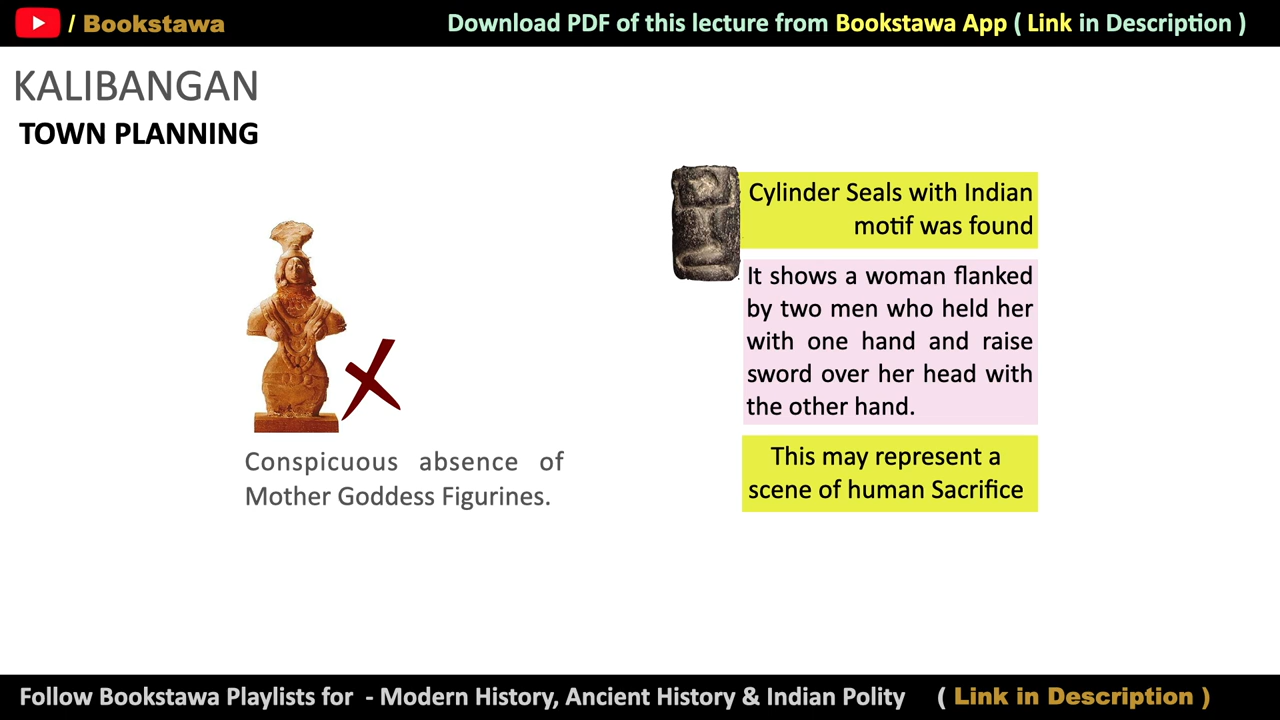 / Bookstawa
Download PDF of this lecture from Bookstawa App ( Link in Description )
KALIBANGAN
TOWN PLANNING
Conspicuous absence of
Mother Goddess Figurines.
Cylinder Seals with Indian
motif was found
It shows a woman flanked
by two men who held her
with one hand and raise
sword over her head with
the other hand.
This may represent a
scene of human Sacrifice
Follow Bookstawa Playlists for - Modern History, Ancient History & Indian Polity ( Link in Description )